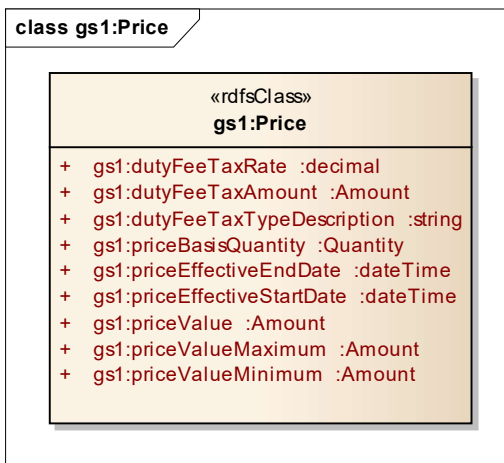 class gs1:Price
«rdfsClass»
gs1:Price
+ gs1:dutyFeeTaxRate :decimal
+ gs1:dutyFeeTaxAmount :Amount
+ gs1:dutyFeeTaxTypeDescription :string
+ gs1:priceBasisQuantity :Quantity
+ gs1:priceEffectiveEndDate :dateTime
+ gs1:priceEffectiveStartDate :dateTime
+ gs1:priceValue :Amount
+ gs1:priceValueMaximum :Amount
+ gs1:priceValueMinimum :Amount